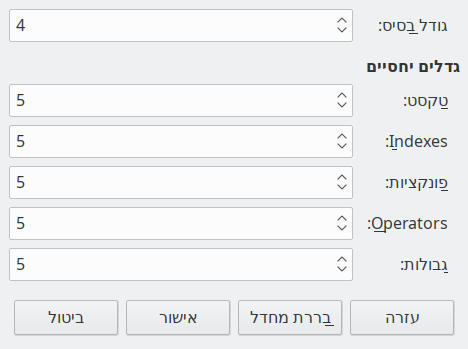 גודל בסיס: 4
גדלים יחסיים
טקסט: 5
Indexes: 5
פונקציות: 5
Operators: 5
גבולות: 5
עזרה בררת מחדל אישור ביטול